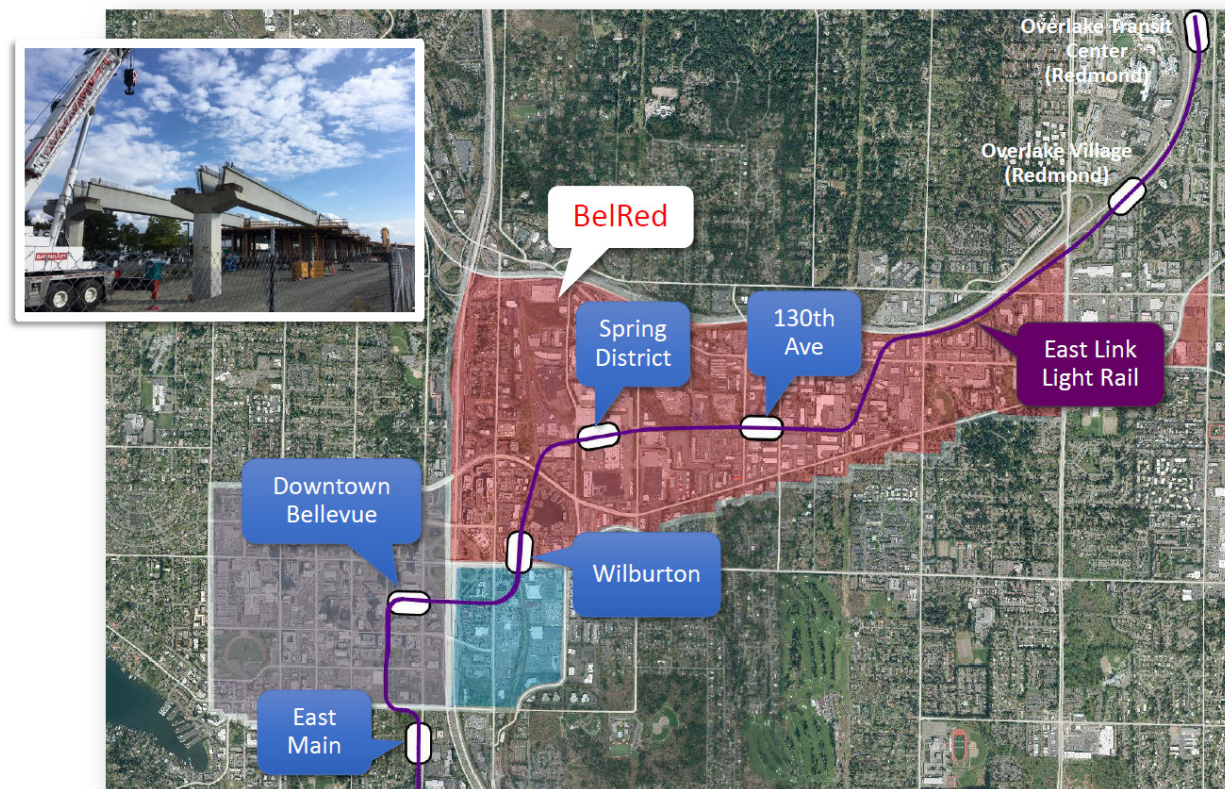 Overlake Transit
Center
(Redmond)
Overlake Village
(Redmond)
BelRed
Spring
District
130th
Ave
East Link
Light Rail
Downtown
Bellevue
Wilburton
East
Main